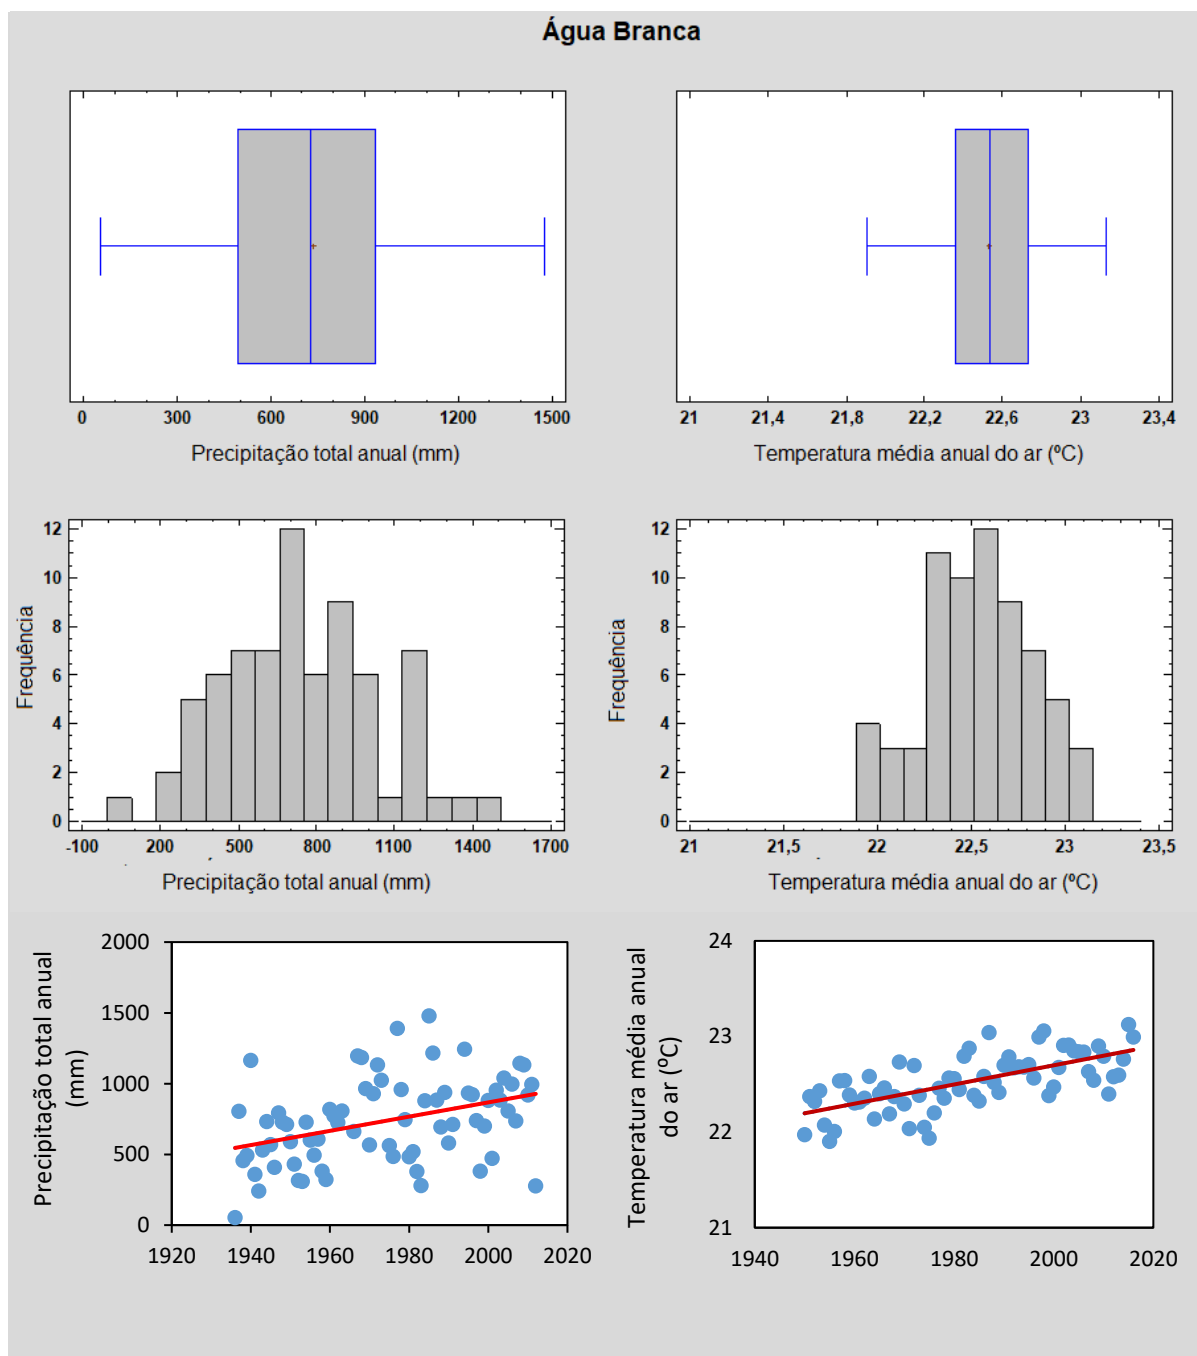 Água Branca
0 300 600 900 1200 1500
Precipitação total anual (mm)
21 21,4 21,8 22,2 22,6 23 23,4
Temperatura média anual do ar (ºC)
12
10
8
6
4
2
0
Frequência
-100 200 500 800 1100 1400 1700
Precipitação total anual (mm)
12
10
8
6
4
2
0
Frequência
21 21,5 22 22,5 23 23,5
Temperatura média anual do ar (ºC)
Precipitação total anual
(mm)
2000
1500
1000
500
0
1920 1940 1960 1980 2000 2020
Temperatura média anual
do ar (ºC)
24
23
22
21
1940 1960 1980 2000 2020